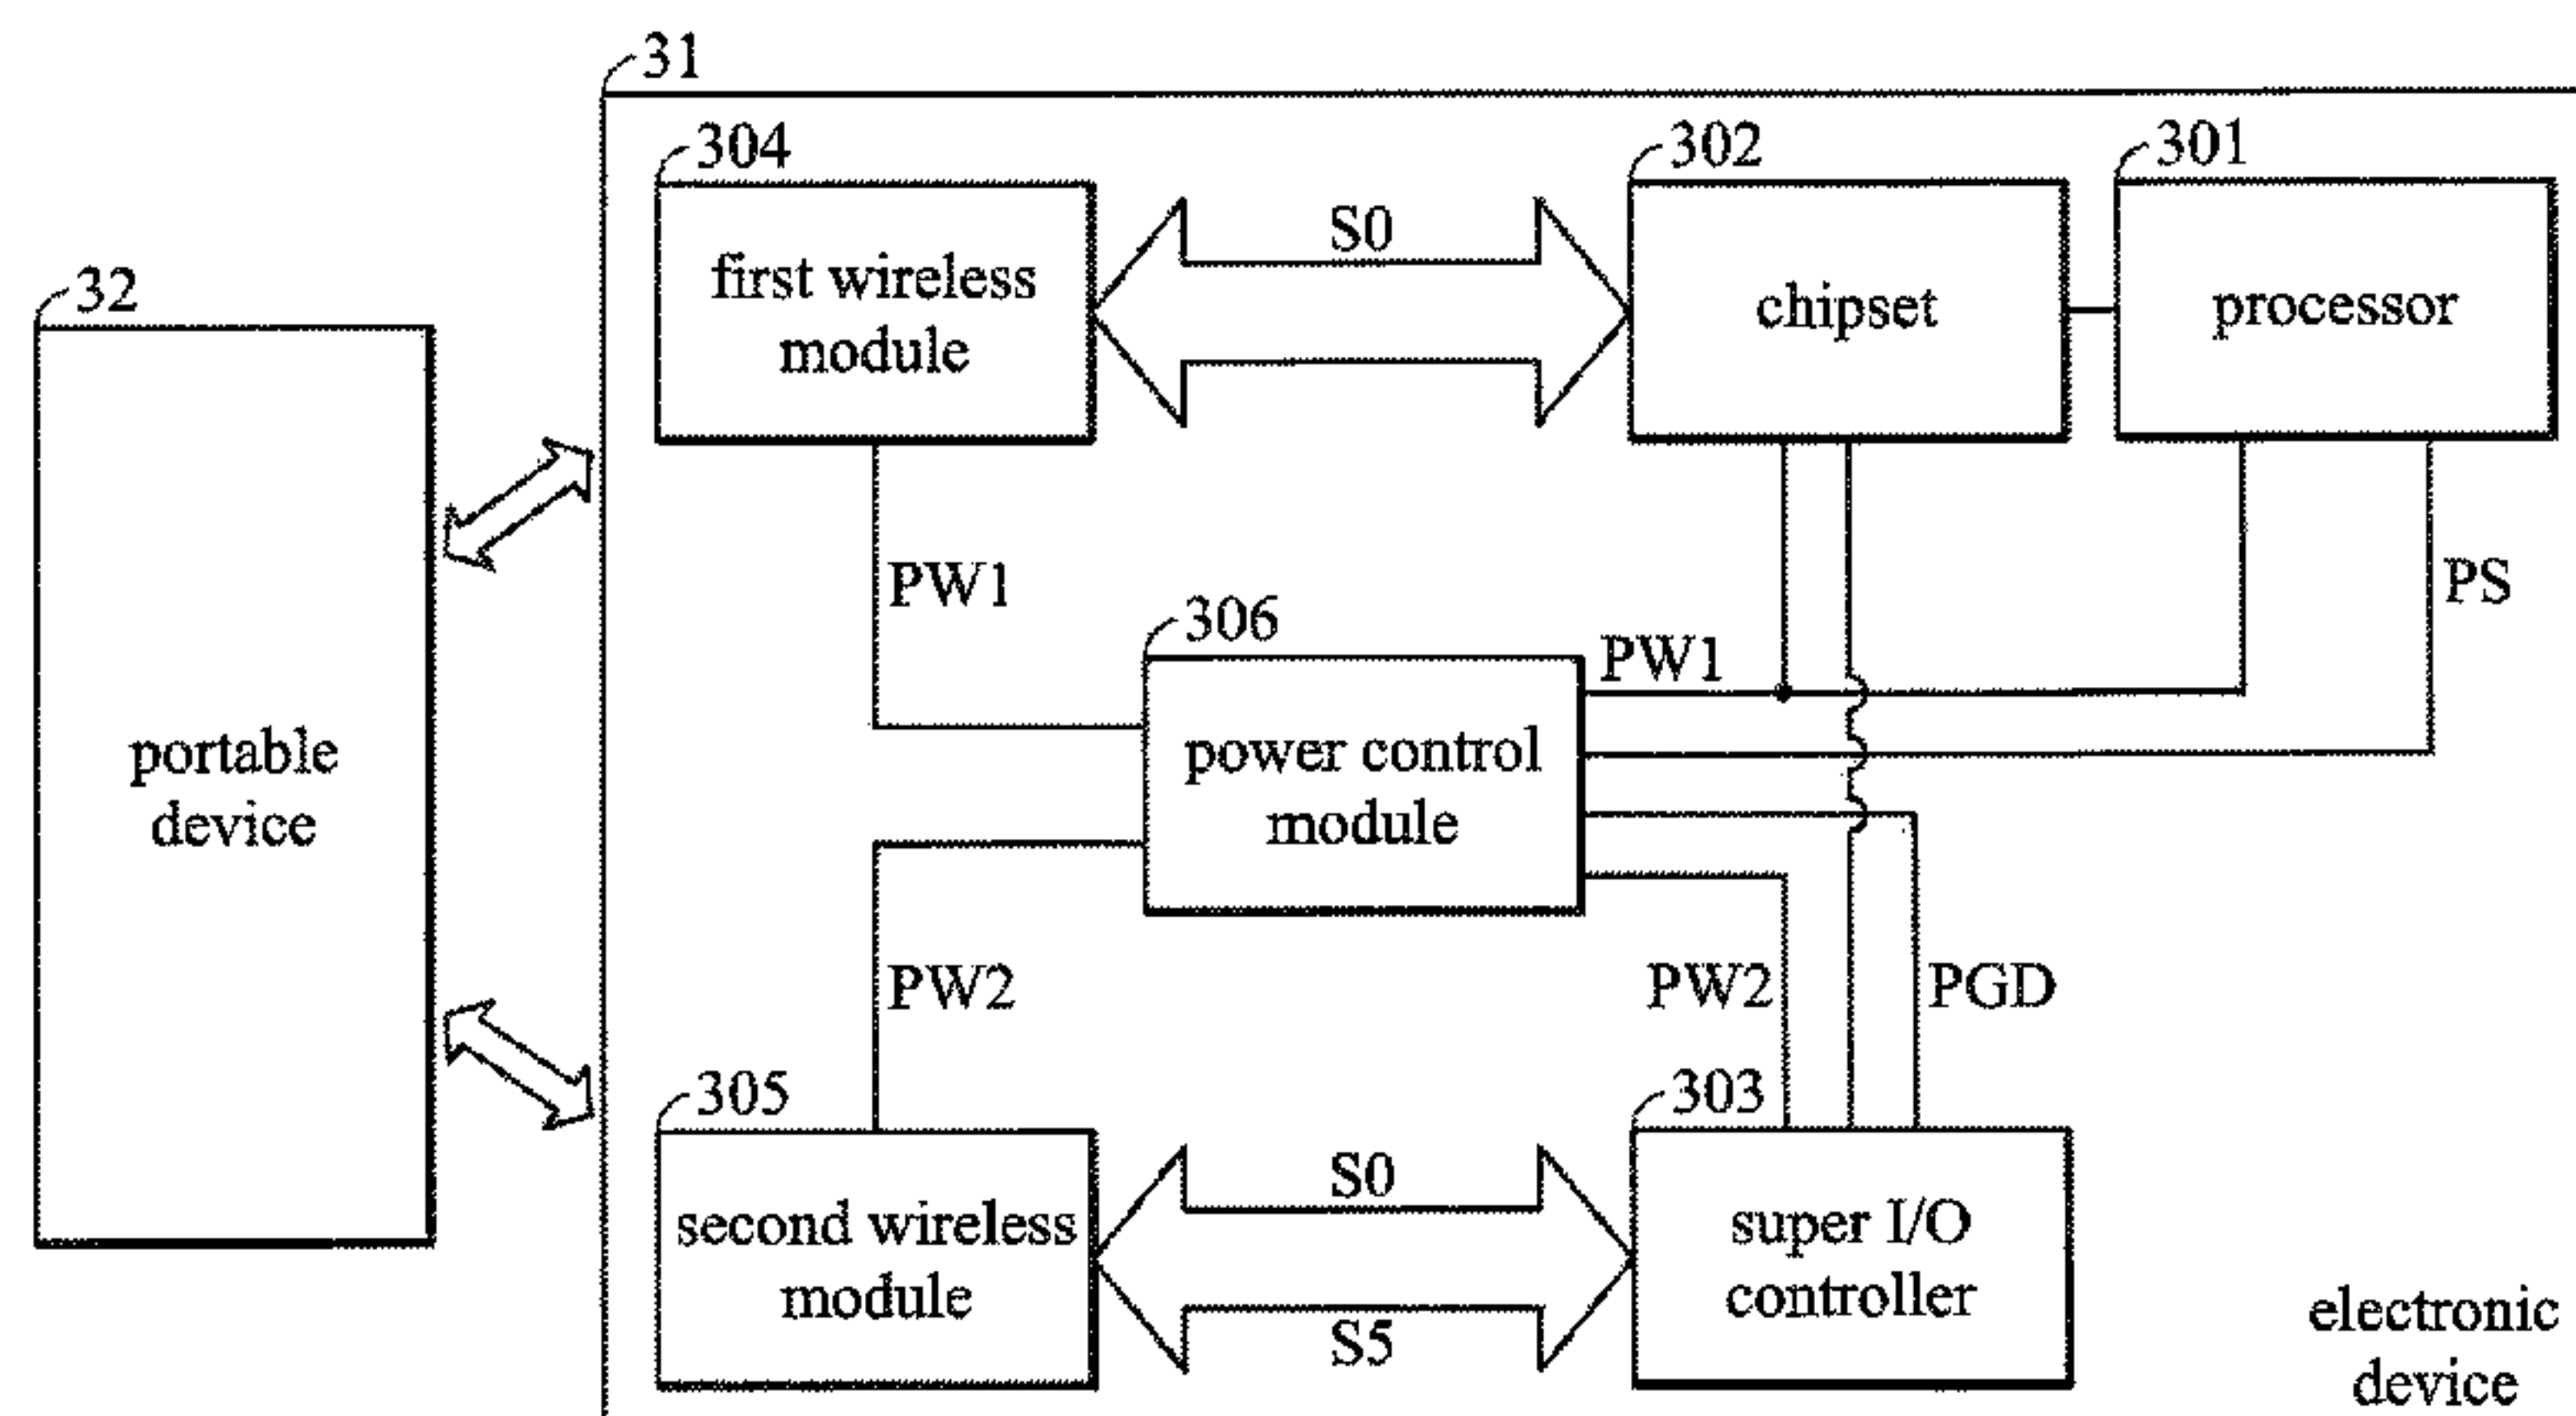 31
304
302
301
32
first wireless
module
S0
chipset
processor
PW1
PS
306
PW1
portable
device
power control
module
PW2
PW2
PGD
305
303
second wireless
module
S0
S5
super I/O
controller
electronic
device